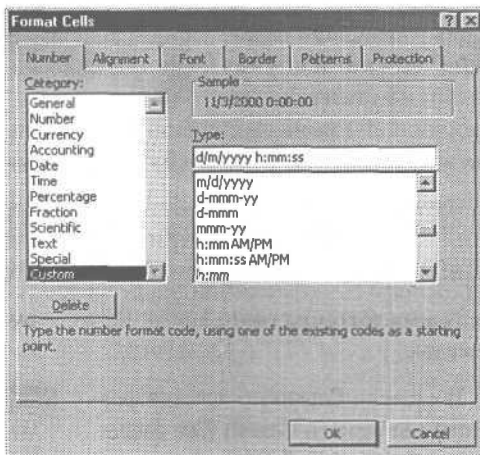 Format Cells
Number Alignment Font Border Patterns Protection
Category:
General
Number
Currency
Accounting
Date
Time
Percentage
Fraction
Scientific
Text
Special
Custom
Sample
11/3/2000 0:00:00
Type:
d/m/yyyy h:mm:ss
m/d/yyyy
d-mmm-yy
d-mmm
mmm-yy
h:mm AM/PM
h:mm:ss AM/PM
h:mm
Delete
Type the number format code, using one of the existing codes as a starting
point.
OK Cancel